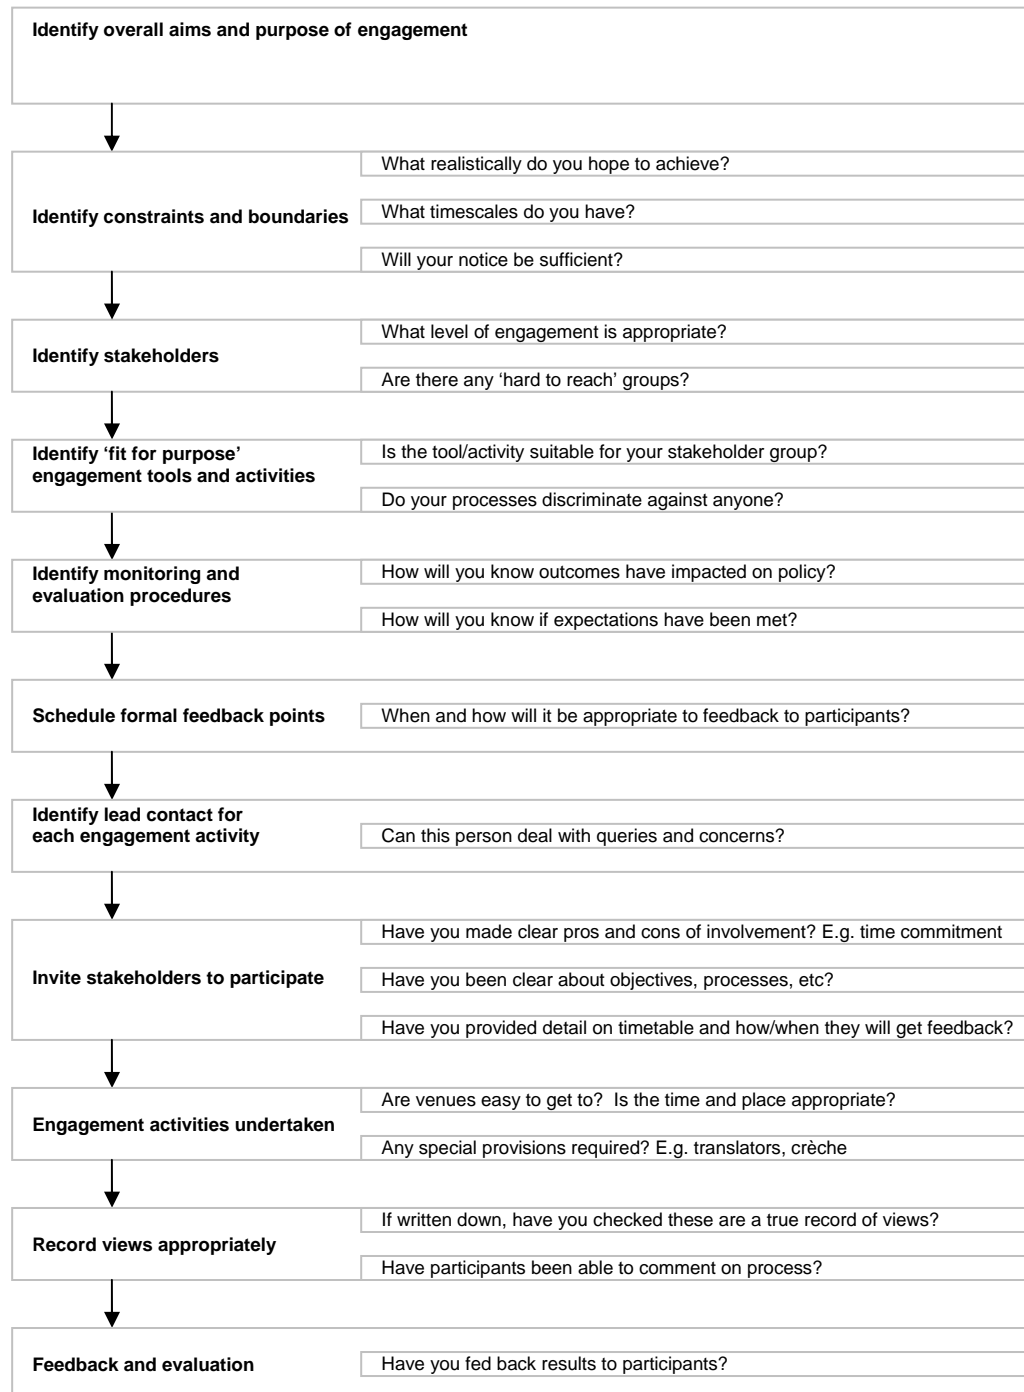 Identify overall aims and purpose of engagement
What realistically do you hope to achieve?
Identify constraints and boundaries
What timescales do you have?
Will your notice be sufficient?
What level of engagement is appropriate?
Identify stakeholders
Are there any ‘hard to reach’ groups?
Identify ‘fit for purpose’
engagement tools and activities
Is the tool/activity suitable for your stakeholder group?
Do your processes discriminate against anyone?
Identify monitoring and
evaluation procedures
How will you know outcomes have impacted on policy?
How will you know if expectations have been met?
Schedule formal feedback points
When and how will it be appropriate to feedback to participants?
Identify lead contact for
each engagement activity
Can this person deal with queries and concerns?
Have you made clear pros and cons of involvement? E.g. time commitment
Invite stakeholders to participate
Have you been clear about objectives, processes, etc?
Have you provided detail on timetable and how/when they will get feedback?
Are venues easy to get to?  Is the time and place appropriate?
Engagement activities undertaken
Any special provisions required? E.g. translators, crèche
If written down, have you checked these are a true record of views?
Record views appropriately
Have participants been able to comment on process?
Feedback and evaluation
Have you fed back results to participants?